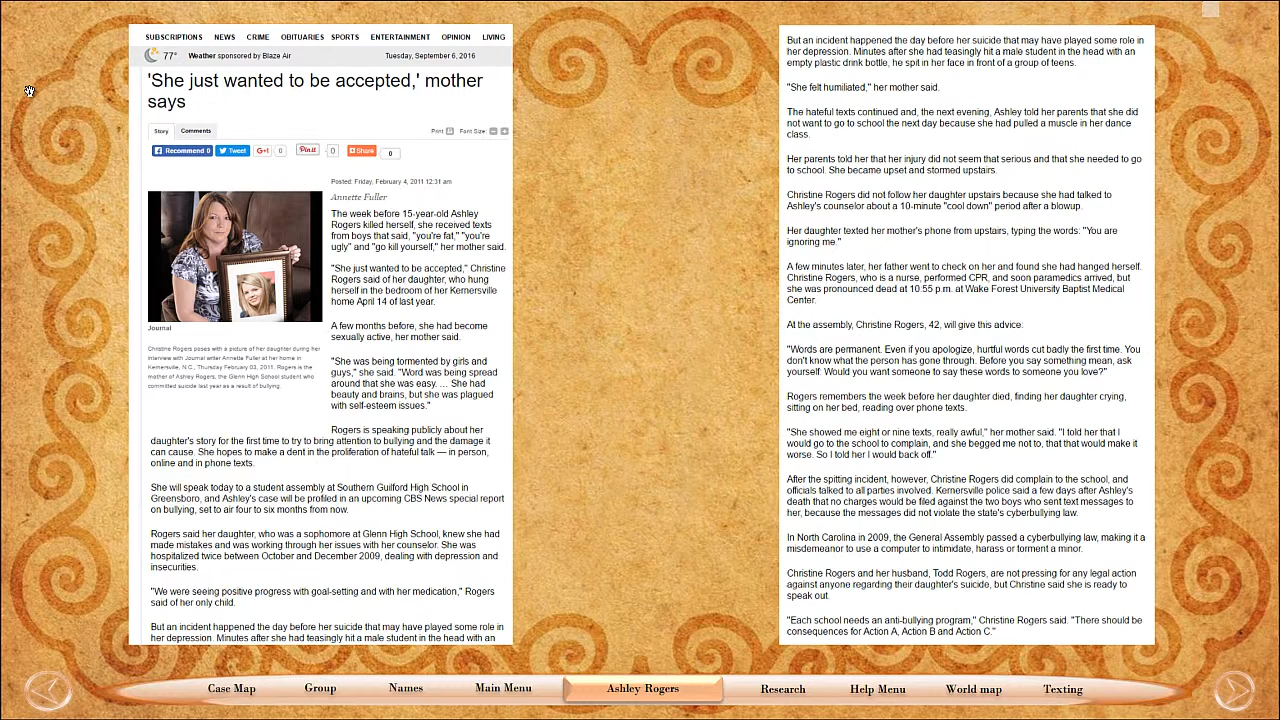 SUBSCRIPTIONS NEWS CRIME OBITUARIES SPORTS ENTERTAINMENT OPINION LIVING
77° Weather sponsored by Blaze Air Tuesday, September 6, 2016
'She just wanted to be accepted,' mother
says
Story Comments Print Font Size:
Recommend 0 Tweet G+1 0 Pin it 0 Share 0
Posted: Friday, February 4, 2011 12:31 am
Annette Fuller
The week before 15-year-old Ashley
Rogers killed herself, she received texts
from boys that said, "you're fat," "you're
ugly" and "go kill yourself," her mother said.
"She just wanted to be accepted," Christine
Rogers said of her daughter, who hung
herself in the bedroom of her Kernersville
home April 14 of last year.
Journal
Christine Rogers poses with a picture of her daughter during her
interview with Journal writer Annette Fuller at her home in
Kernersville, N.C., Thursday February 03, 2011. Rogers is the
mather of Ashley Rogers, the Glenn High School student who
committed suicide last year as a result of bullying.
A few months before, she had become
sexually active, her mother said.
"She was being tormented by girls and
guys," she said. "Word was being spread
around that she was easy. ... She had
beauty and brains, but she was plagued
with self-esteem issues."
Rogers is speaking publicly about her
daughter's story for the first time to try to bring attention to bullying and the damage it
can cause. She hopes to make a dent in the proliferation of hateful talk — in person,
online and in phone texts.
She will speak today to a student assembly at Southern Guilford High School in
Greensboro, and Ashley's case will be profiled in an upcoming CBS News special report
on bullying, set to air four to six months from now.
Rogers said her daughter, who was a sophomore at Glenn High School, knew she had
made mistakes and was working through her issues with her counselor. She was
hospitalized twice between October and December 2009, dealing with depression and
insecurities.
"We were seeing positive progress with goal-setting and with her medication," Rogers
said of her only child.
But an incident happened the day before her suicide that may have played some role in
her depression. Minutes after she had teasingly hit a male student in the head with an
But an incident happened the day before her suicide that may have played some role in
her depression. Minutes after she had teasingly hit a male student in the head with an
empty plastic drink bottle, he spit in her face in front of a group of teens.
"She felt humiliated," her mother said.
The hateful texts continued and, the next evening, Ashley told her parents that she did
not want to go to school the next day because she had pulled a muscle in her dance
class.
Her parents told her that her injury did not seem that serious and that she needed to go
to school. She became upset and stormed upstairs.
Christine Rogers did not follow her daughter upstairs because she had talked to
Ashley's counselor about a 10-minute "cool down" period after a blowup.
Her daughter texted her mother's phone from upstairs, typing the words: "You are
ignoring me."
A few minutes later, her father went to check on her and found she had hanged herself.
Christine Rogers, who is a nurse, performed CPR, and soon paramedics arrived, but
she was pronounced dead at 10:55 p.m. at Wake Forest University Baptist Medical
Center.
At the assembly, Christine Rogers, 42, will give this advice:
"Words are permanent. Even if you apologize, hurtful words cut badly the first time. You
don't know what the person has gone through. Before you say something mean, ask
yourself: Would you want someone to say these words to someone you love?"
Rogers remembers the week before her daughter died, finding her daughter crying,
sitting on her bed, reading over phone texts.
"She showed me eight or nine texts, really awful," her mother said. "I told her that I
would go to the school to complain, and she begged me not to, that that would make it
worse. So I told her I would back off."
After the spitting incident, however, Christine Rogers did complain to the school, and
officials talked to all parties involved. Kernersville police said a few days after Ashley's
death that no charges would be filed against the two boys who sent text messages to
her, because the messages did not violate the state's cyberbullying law.
In North Carolina in 2009, the General Assembly passed a cyberbullying law, making it a
misdemeanor to use a computer to intimidate, harass or torment a minor.
Christine Rogers and her husband, Todd Rogers, are not pressing for any legal action
against anyone regarding their daughter's suicide, but Christine said she is ready to
speak out.
"Each school needs an anti-bullying program," Christine Rogers said. "There should be
consequences for Action A, Action B and Action C."
Case Map Group Names Main Menu Ashley Rogers Research Help Menu World map Texting